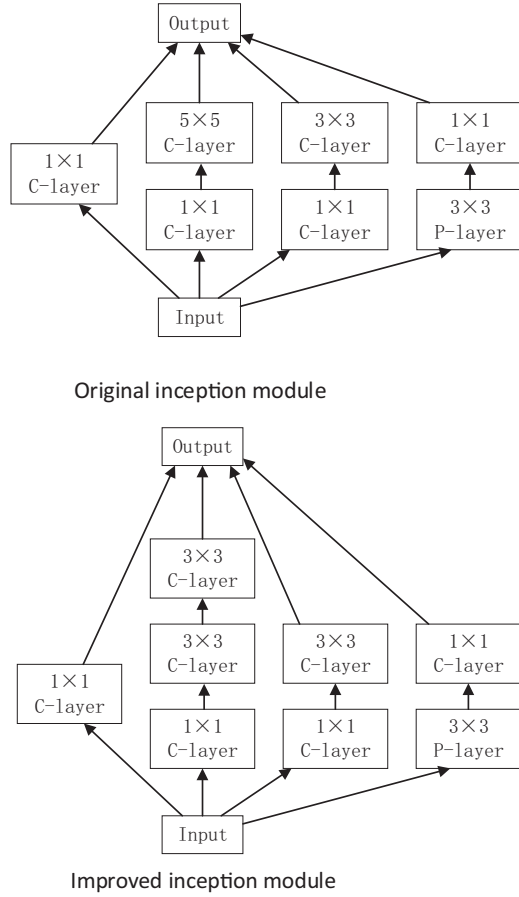 Output
5×5
C-layer
3×3
C-layer
1×1
C-layer
1×1
C-layer
1×1
C-layer
1×1
C-layer
3×3
P-layer
Input
Original inception module
Output
3×3
C-layer
3×3
C-layer
3×3
C-layer
1×1
C-layer
1×1
C-layer
1×1
C-layer
1×1
C-layer
3×3
P-layer
Input
Improved inception module